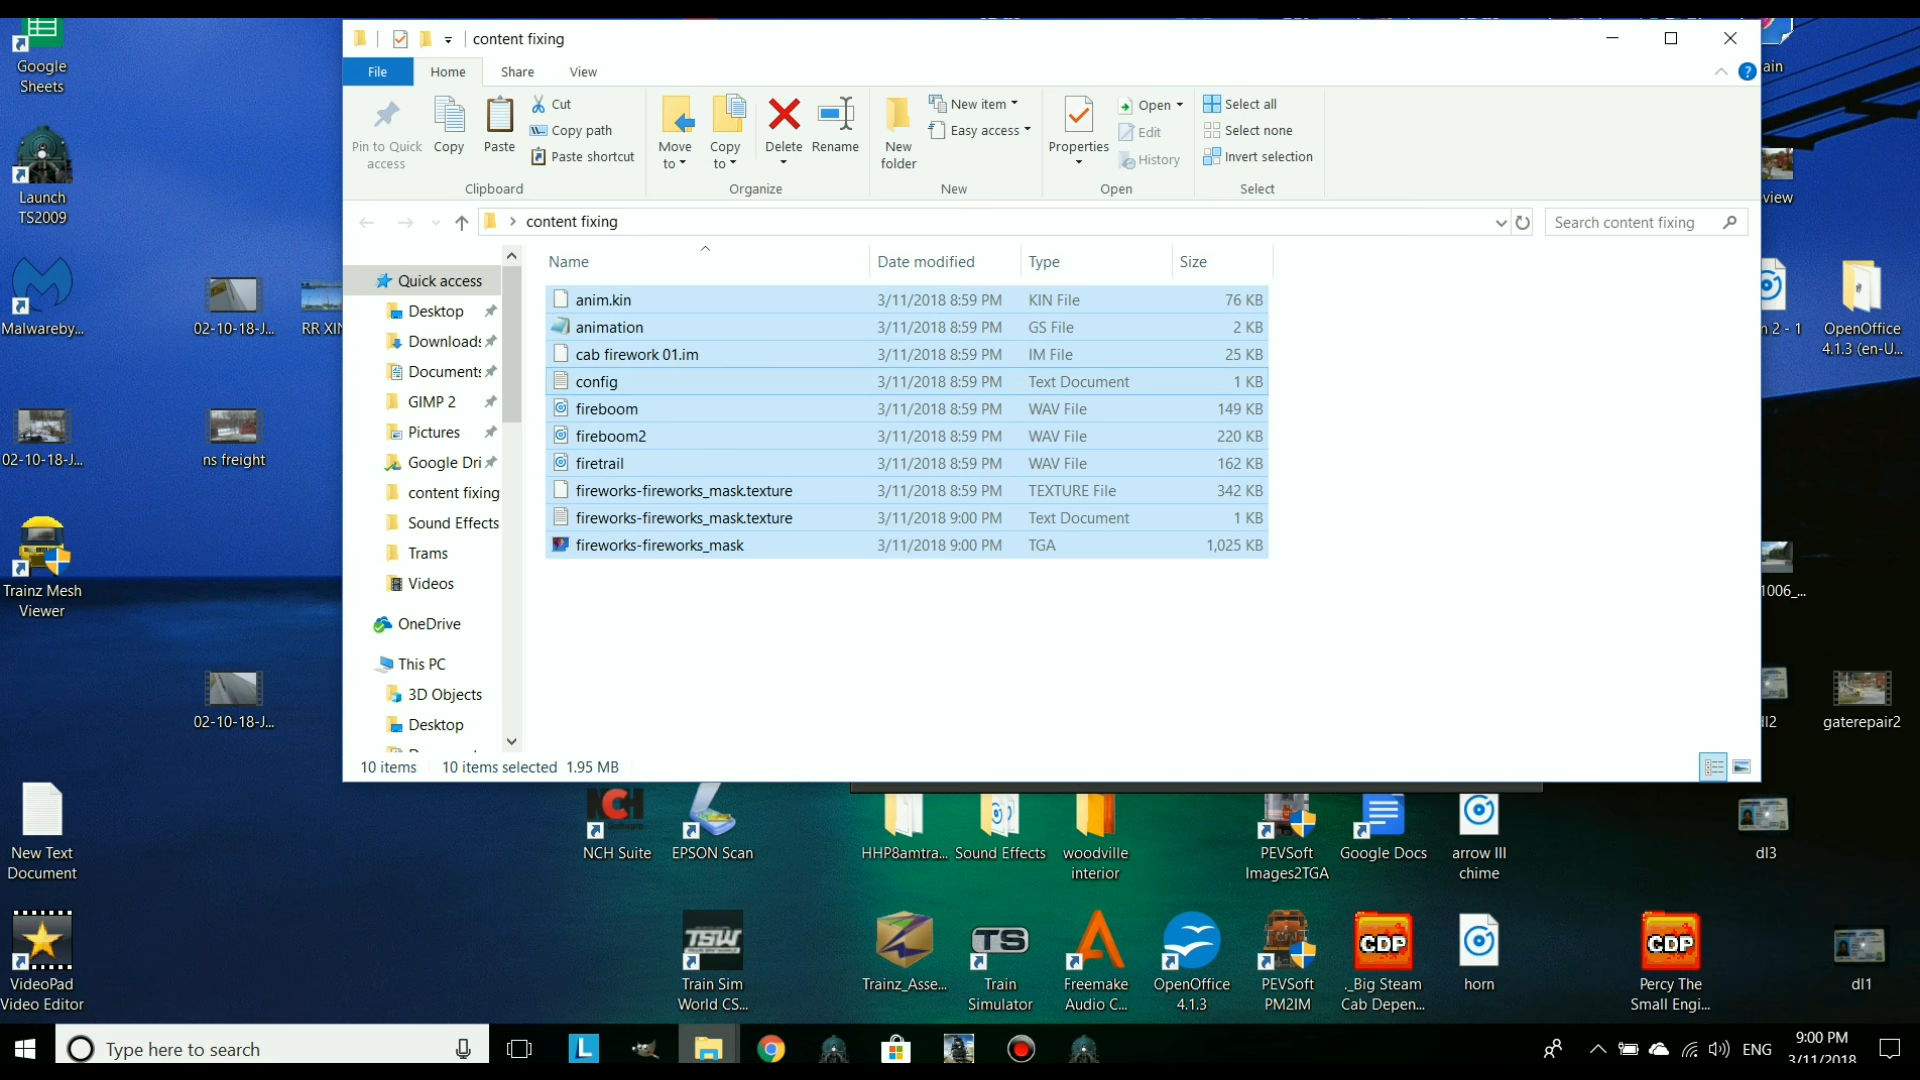 content fixing
File Home Share View
Pin to Quick access
Copy
Paste
Cut
Copy path
Paste shortcut
Clipboard
Move to
Copy to
Delete
Rename
Organize
New folder
New item
Easy access
New
Properties
Open
Edit
History
Open
Select all
Select none
Invert selection
Select
content fixing
Search content fixing
Name Date modified Type Size
anim.kin 3/11/2018 8:59 PM KIN File 76 KB
animation 3/11/2018 8:59 PM GS File 2 KB
cab firework 01.im 3/11/2018 8:59 PM IM File 25 KB
config 3/11/2018 8:59 PM Text Document 1 KB
fireboom 3/11/2018 8:59 PM WAV File 149 KB
fireboom2 3/11/2018 8:59 PM WAV File 220 KB
firetrail 3/11/2018 8:59 PM WAV File 162 KB
fireworks-fireworks_mask.texture 3/11/2018 8:59 PM TEXTURE File 342 KB
fireworks-fireworks_mask.texture 3/11/2018 9:00 PM Text Document 1 KB
fireworks-fireworks_mask 3/11/2018 9:00 PM TGA 1,025 KB
Quick access
Desktop
Downloads
Documents
GIMP 2
Pictures
Google Dri
content fixing
Sound Effects
Trams
Videos
OneDrive
This PC
3D Objects
Desktop
10 items 10 items selected 1.95 MB
Google Sheets
Launch TS2009
Malwareby...
02-10-18-J...
RR XIN
02-10-18-J...
ns freight
Trainz Mesh Viewer
02-10-18-J...
New Text Document
VideoPad Video Editor
ain
view
n 2 - 1
OpenOffice 4.1.3 (en-U...
1006_...
dl2
gaterepair2
NCH Suite
EPSON Scan
HHP8amtra...
Sound Effects
woodville interior
PEVSoft Images2TGA
Google Docs
arrow III chime
dl3
TSW
Train Sim World CS...
Trainz_Asse...
TS
Train Simulator
Freemake Audio C...
OpenOffice 4.1.3
PEVSoft PM2IM
CDP
._Big Steam Cab Depen...
horn
CDP
Percy The Small Engi...
dl1
Type here to search
L
ENG
9:00 PM
3/11/2018